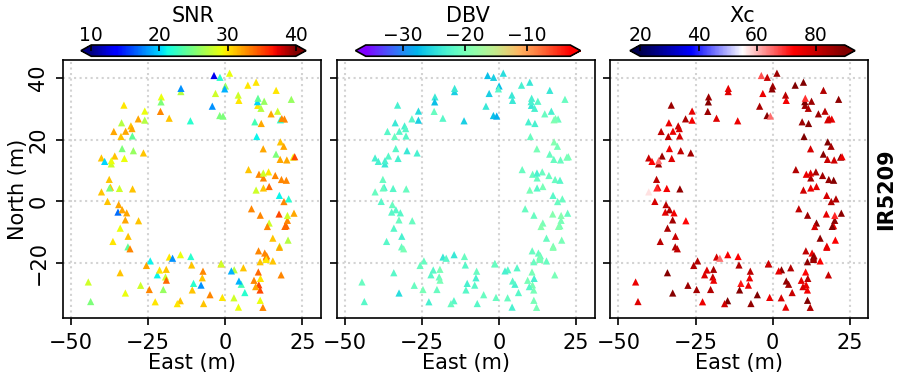 SNR DBV Xc
10 20 30 40 −30 −20 −10 20 40 60 80
40
20
0
−20
North (m)
IR5209
−50 −25 0 25 −50 −25 0 25 −50 −25 0 25
East (m) East (m) East (m)